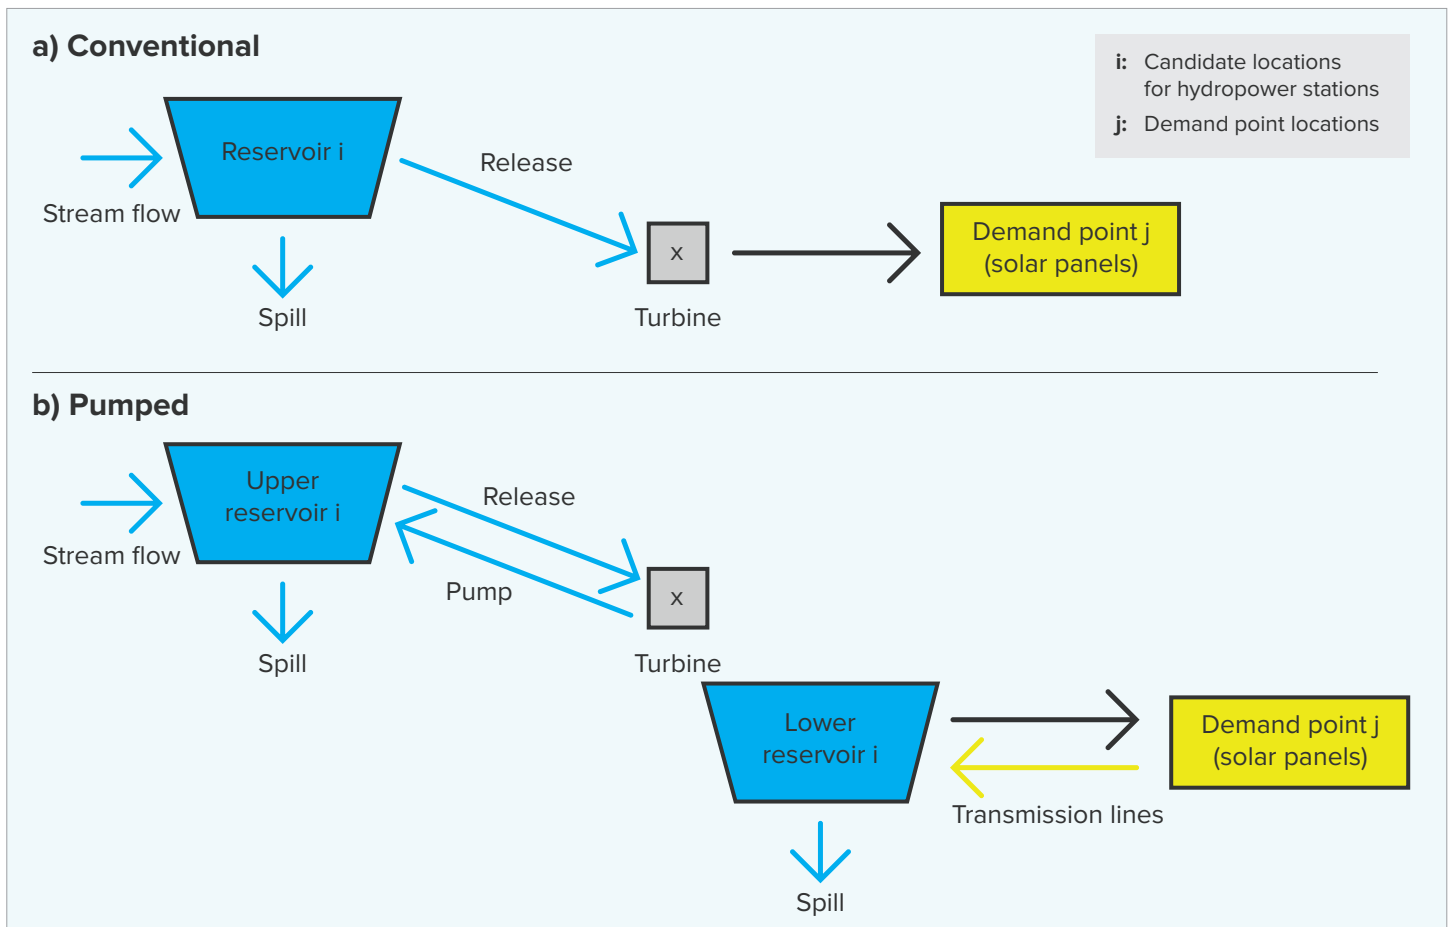 a) Conventional
i: Candidate locations
for hydropower stations
j: Demand point locations
Reservoir i
Release
Stream flow
Spill
x
Turbine
Demand point j
(solar panels)
b) Pumped
Upper
reservoir i
Release
Stream flow
Pump
Spill
x
Turbine
Lower
reservoir i
Demand point j
(solar panels)
Transmission lines
Spill